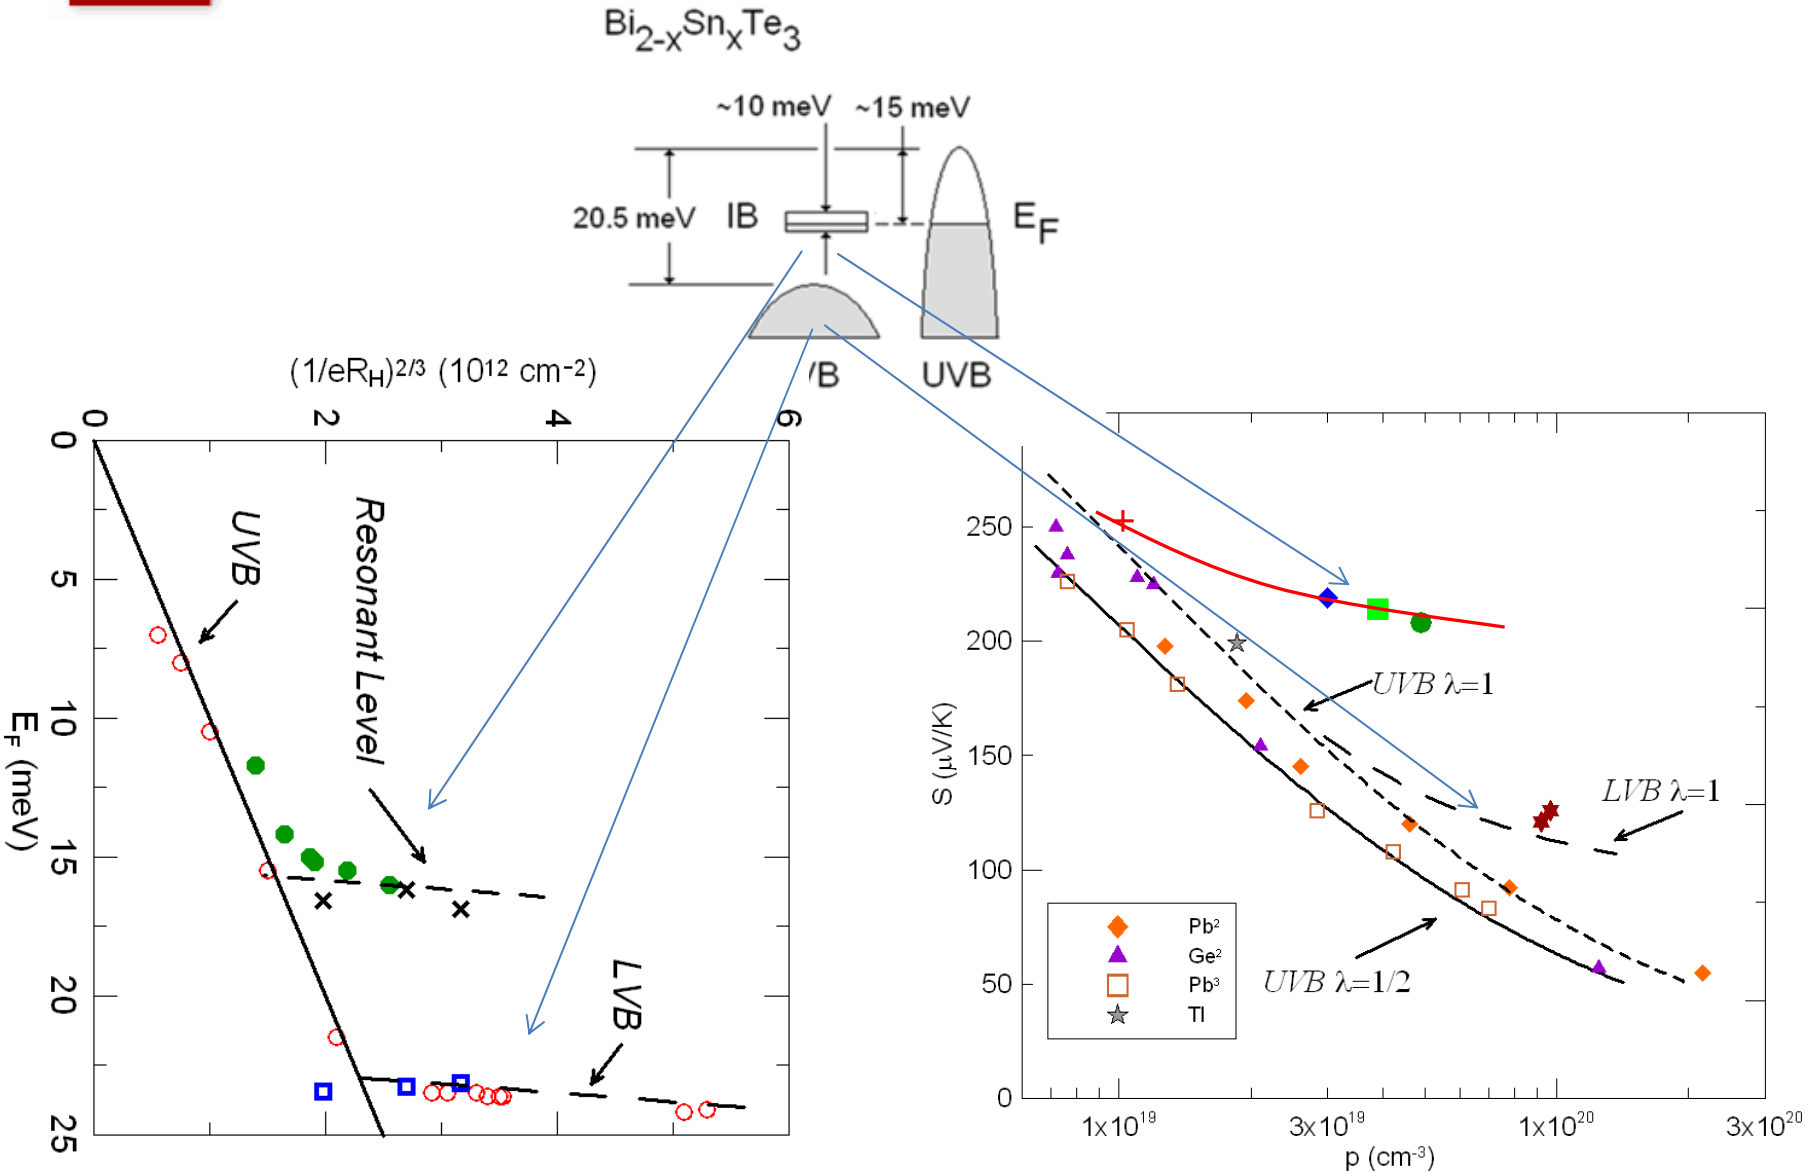 Bi2-xSnxTe3
~10 meV ~15 meV
20.5 meV IB EF
VB UVB
(1/eRH)2/3 (1012 cm-2)
0 2 4 6
0
5
10
15
20
25
EF (meV)
UVB
Resonant Level
LVB
250
200
150
100
50
0
S (μV/K)
UVB λ=1
LVB λ=1
UVB λ=1/2
Pb2
Ge2
Pb3
Tl
1x1019 3x1019 1x1020 3x1020
p (cm-3)